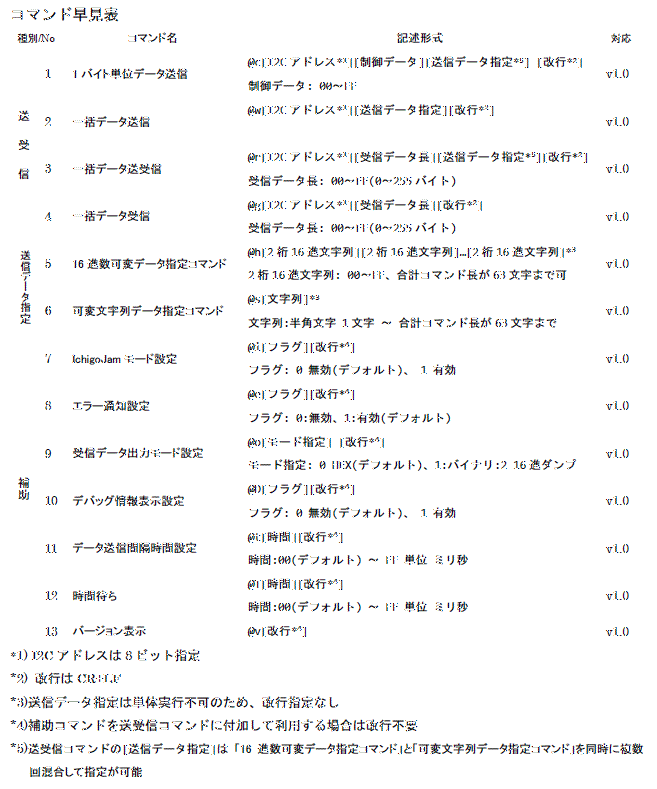 コマンド早見表
種別/No コマンド名 記述形式 対応
送受信
1 1バイト単位データ送信 @c[I2Cアドレス*1][制御データ][送信データ指定*5] [改行*2] v1.0
制御データ: 00～FF
2 一括データ送信 @w[I2Cアドレス*1][送信データ指定][改行*2] v1.0
3 一括データ送受信 @r[I2Cアドレス*1][受信データ長][送信データ指定*5][改行*2] v1.0
受信データ長: 00～FF(0~255バイト)
4 一括データ受信 @g[I2Cアドレス*1][受信データ長][改行*2] v1.0
受信データ長: 00～FF(0~255バイト)
送信データ指定
5 16進数可変データ指定コマンド @h[2桁16進文字列][2桁16進文字列]...[2桁16進文字列]*3 v1.0
2桁16進文字列: 00～FF、合計コマンド長が63文字まで可
6 可変文字列データ指定コマンド @s[文字列]*3 v1.0
文字列:半角文字 1文字 ～ 合計コマンド長が63文字まで
補助
7 IchigoJamモード設定 [フラグ][改行*4] v1.0
フラグ: 0 無効(デフォルト)、 1 有効
8 エラー通知設定 @e[フラグ][改行*4] v1.0
フラグ: 0:無効、1:有効(デフォルト)
9 受信データ出力モード設定 @o[モード指定] [改行*4] v1.0
モード指定: 0 HEX(デフォルト)、1:バイナリ:2 16進ダンプ
10 デバッグ情報表示設定 @D[フラグ][改行*4] v1.0
フラグ: 0 無効(デフォルト)、 1 有効
11 データ送信間隔時間設定 @t[時間][改行*4] v1.0
時間:00(デフォルト) ～ FF 単位 ミリ秒
12 時間待ち [時間][改行*4] v1.0
時間:00(デフォルト) ～ FF 単位 ミリ秒
13 バージョン表示 @v[改行*4] v1.0
*1) I2Cアドレスは8ビット指定
*2) 改行はCR+LF
*3)送信データ指定は単体実行不可のため、改行指定なし
*4)補助コマンドを送受信コマンドに付加して利用する場合は改行不要
*5)送受信コマンドの[送信データ指定]は「16進数可変データ指定コマンド」と「可変文字列データ指定コマンド」を同時に複数
回混合して指定が可能